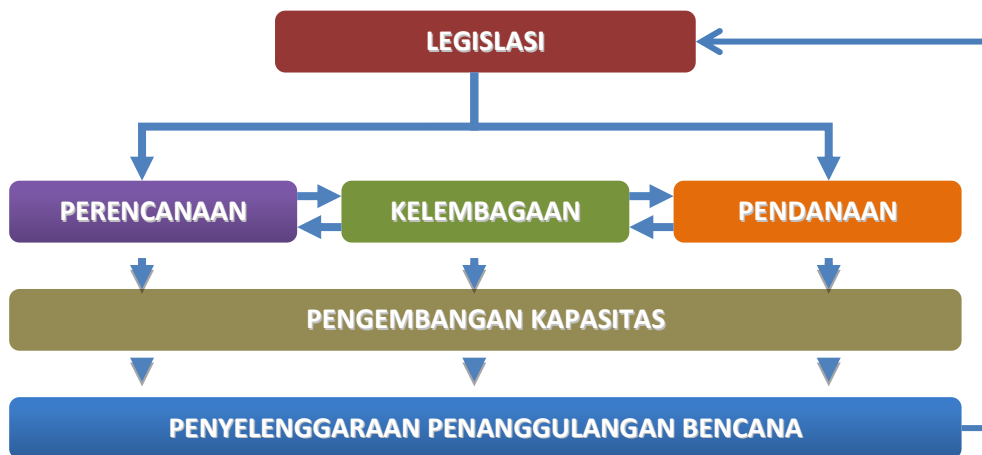 LEGISLASI
PERENCANAAN
KELEMBAGAAN
PENDANAAN
PENGEMBANGAN KAPASITAS
PENYELENGGARAAN PENANGGULANGAN BENCANA